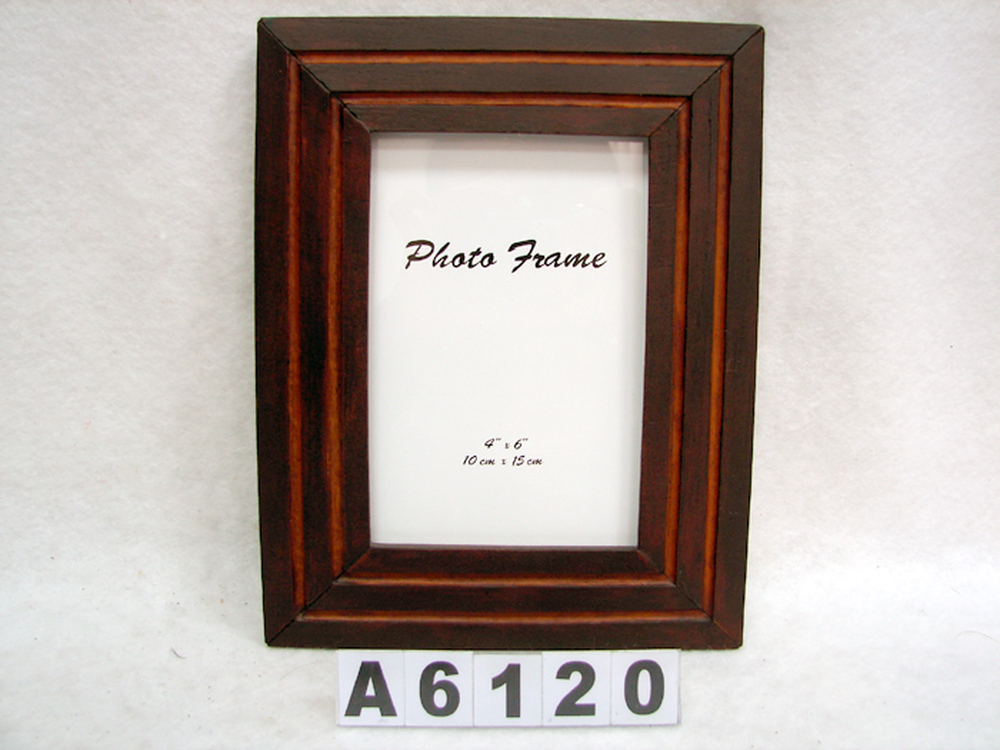 Photo Frame
4" x 6"
10 cm x 15 cm
A6120